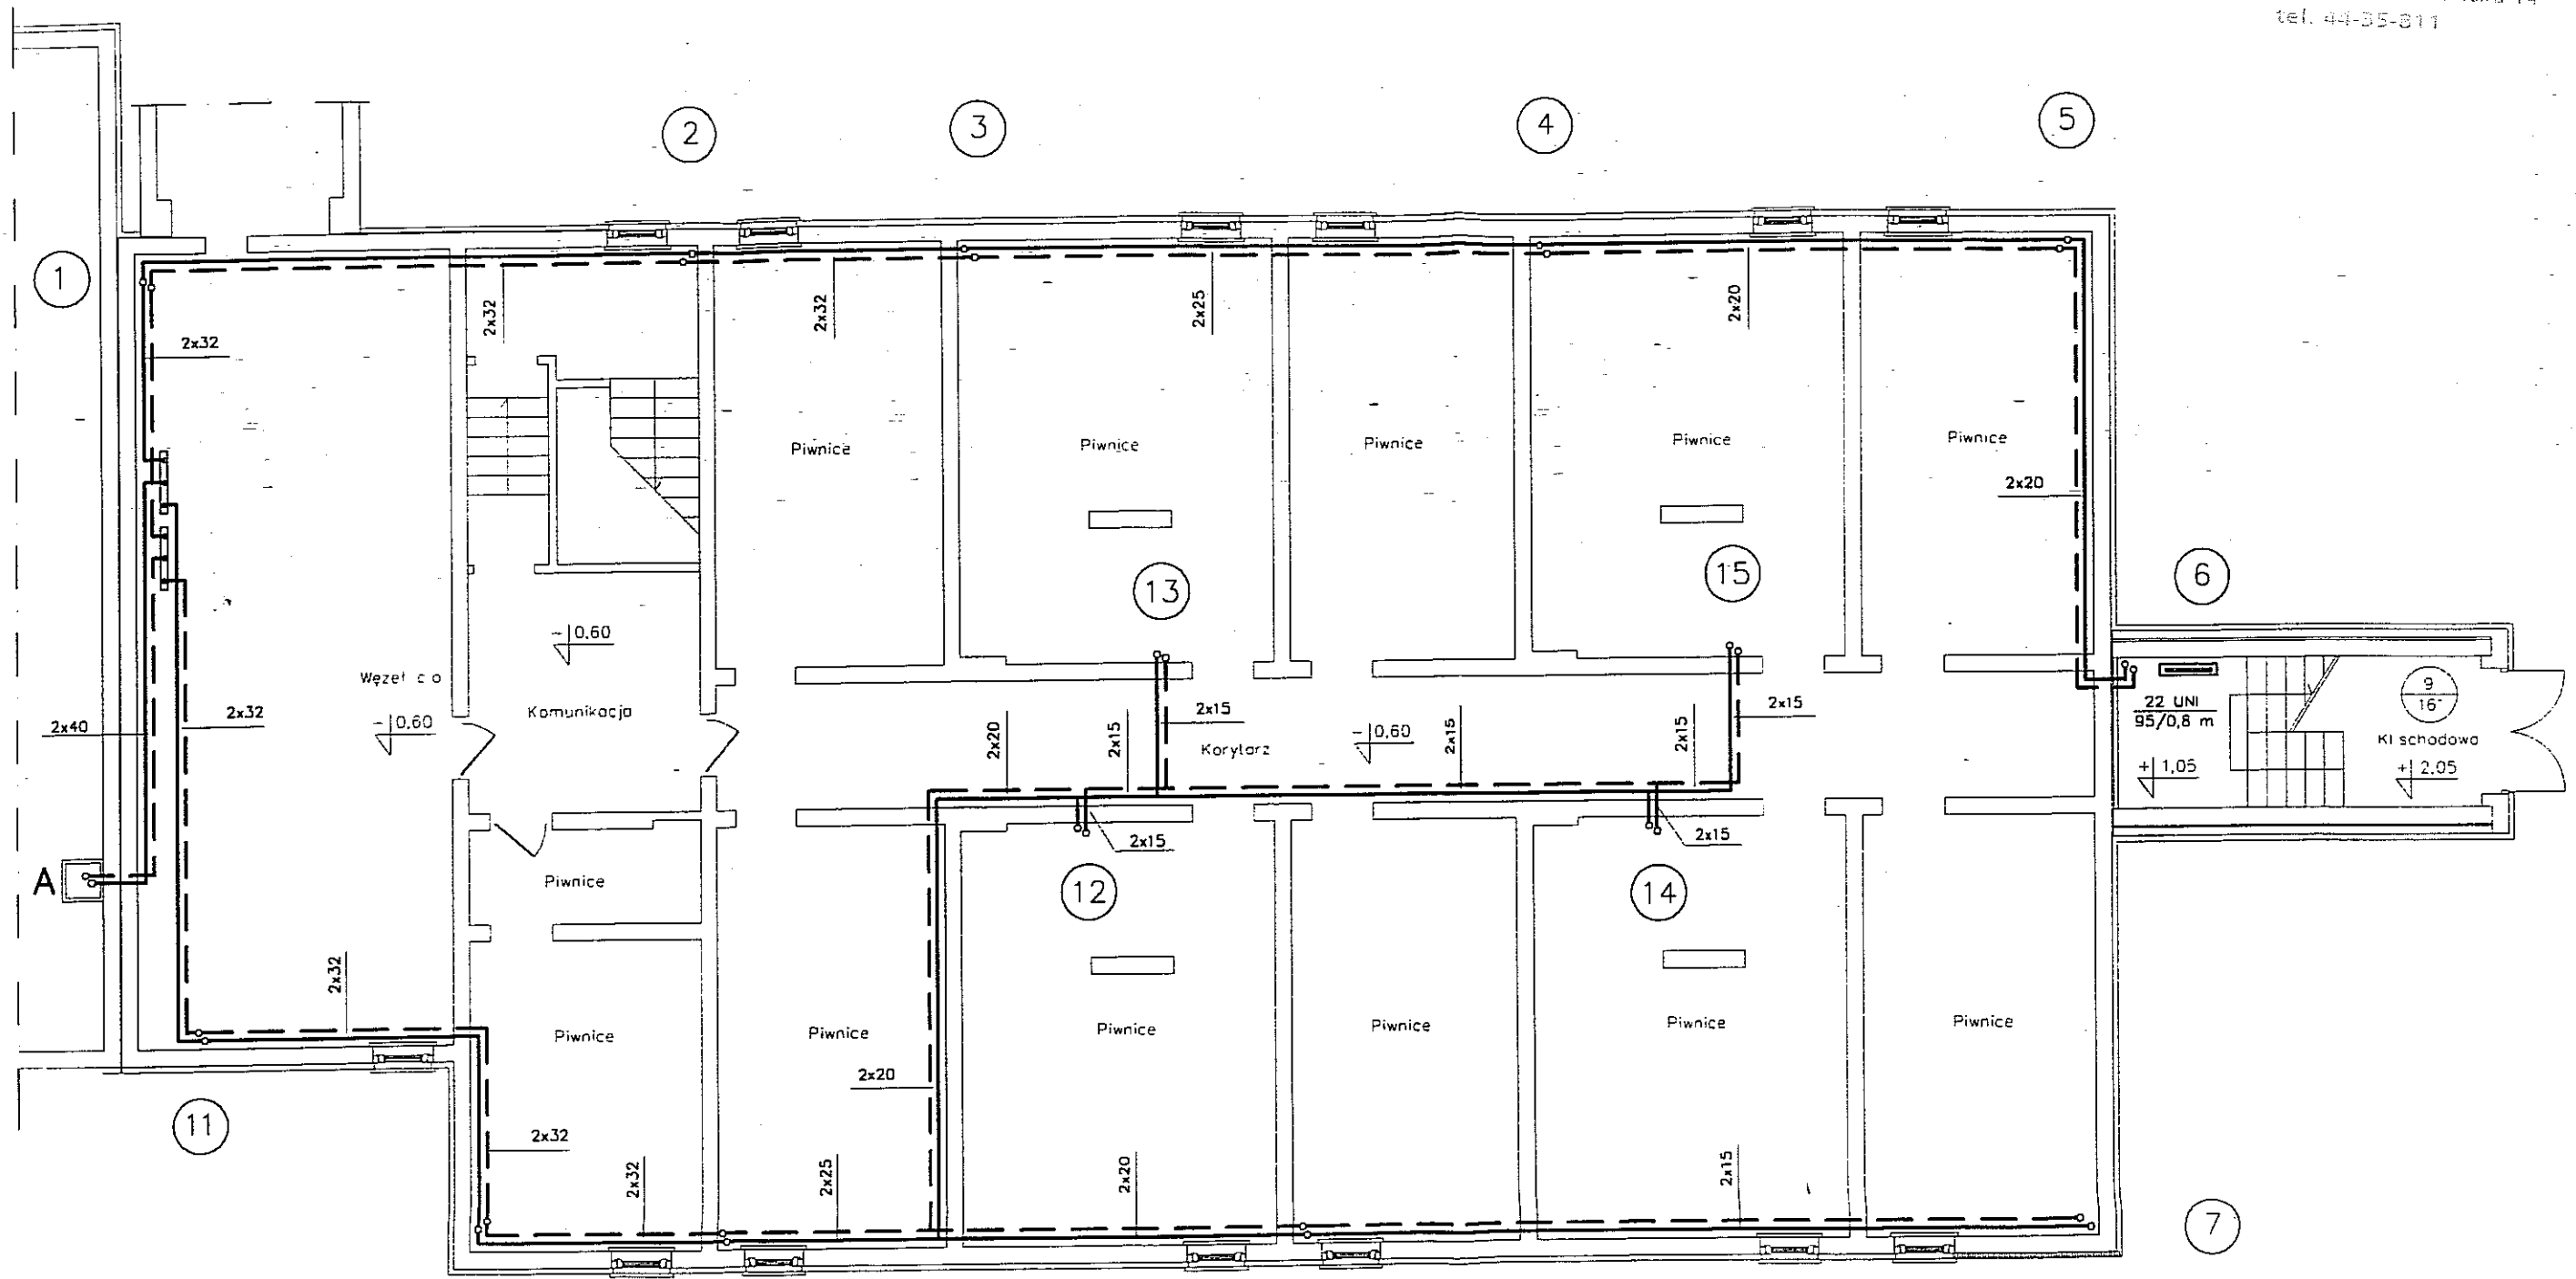 tel. 44-35-811
2
3
4
5
1
2x32
2x32
2x32
2x25
2x20
Piwnice
Piwnice
Piwnice
Piwnice
Piwnice
2x20
13
15
6
-0,60
Węzeł c o
-0,60
2x40
2x32
Komunikacja
2x20
2x15
2x15
Korytarz
-0,60
2x15
2x15
2x15
22 UNI
95/0,8 m
+1,05
9
16°
Kl schodowa
+2,05
A
Piwnice
2x15
12
2x15
14
2x32
Piwnice
Piwnice
Piwnice
Piwnice
Piwnice
Piwnice
2x20
11
2x32
2x32
2x25
2x20
2x15
7